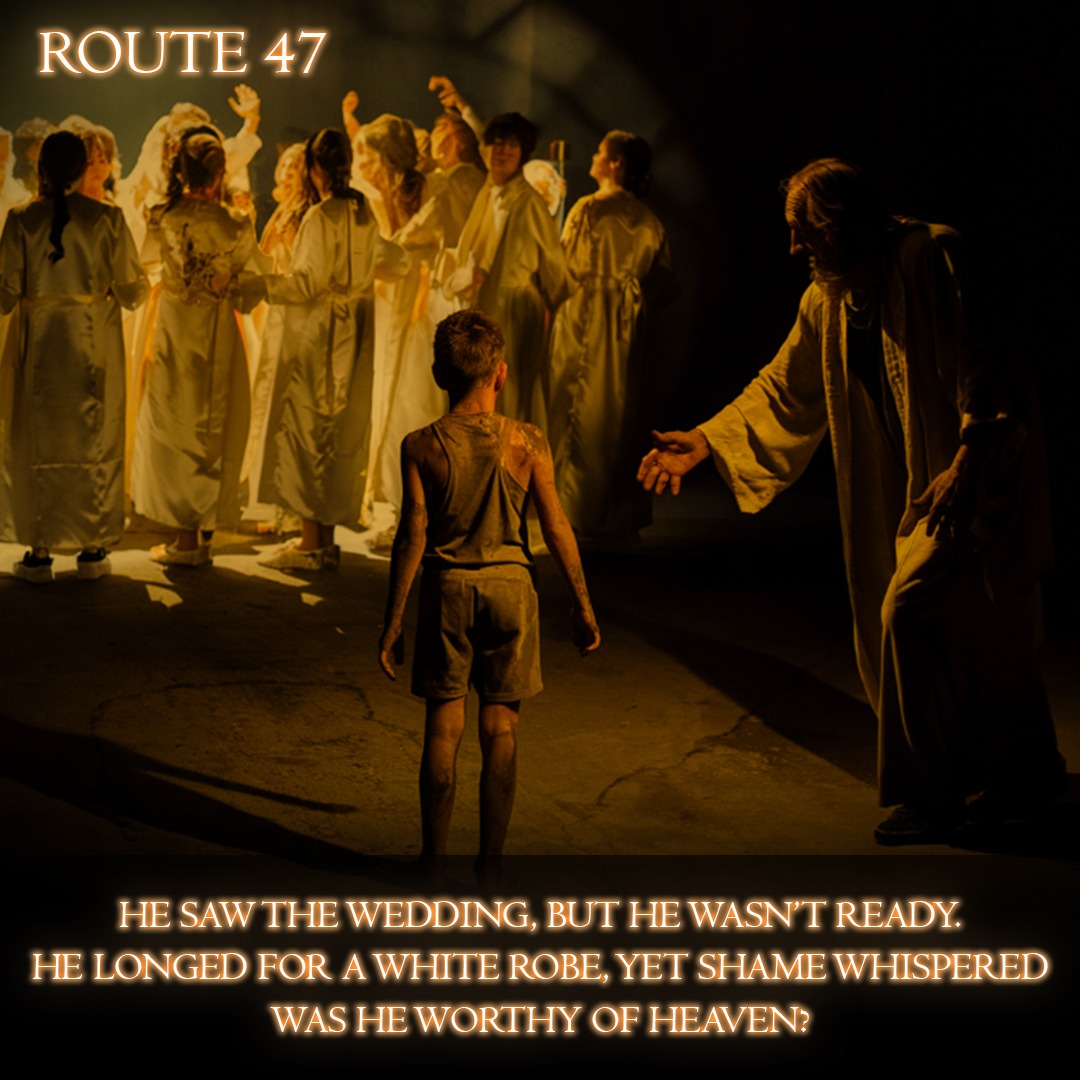 ROUTE 47
HE SAW THE WEDDING, BUT HE WASN'T READY.
HE LONGED FOR A WHITE ROBE, YET SHAME WHISPERED
WAS HE WORTHY OF HEAVEN?